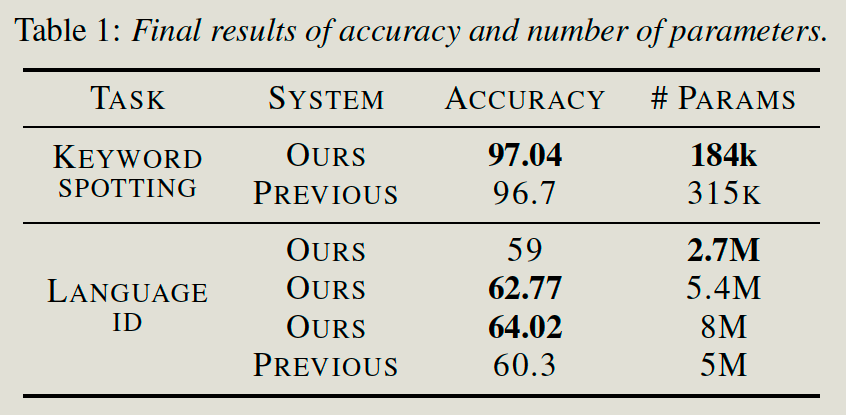 Table 1: Final results of accuracy and number of parameters.
TASK SYSTEM ACCURACY # PARAMS
KEYWORD SPOTTING OURS 97.04 184k
PREVIOUS 96.7 315K
LANGUAGE ID OURS 59 2.7M
OURS 62.77 5.4M
OURS 64.02 8M
PREVIOUS 60.3 5M